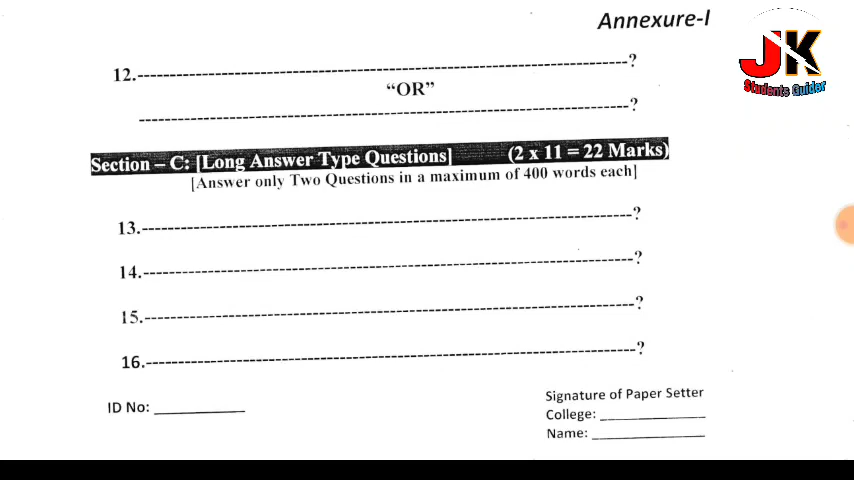 Annexure-I
JK
Students Guider
12.--------------------------------------------------------------------------?
“OR”
--------------------------------------------------------------------------?
Section – C: [Long Answer Type Questions] (2 x 11 = 22 Marks)
[Answer only Two Questions in a maximum of 400 words each]
13.--------------------------------------------------------------------------?
14.--------------------------------------------------------------------------?
15.--------------------------------------------------------------------------?
16.--------------------------------------------------------------------------?
Signature of Paper Setter
ID No: ____________
College: ______________
Name: _______________